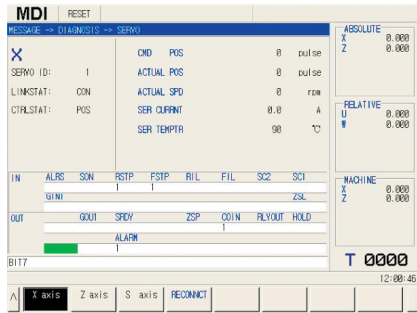 MDI RESET
MESSAGE -> DIAGNOSIS -> SERVO
X
CMD POS 0 pulse
SERVO ID: 1 ACTUAL POS 0 pulse
LINKSTAT: CON ACTUAL SPD 0 rpm
CTRLSTAT: POS SER CURRNT 0.0 A
SER TEMPTR 90 ℃
IN ALRS SON RSTP FSTP RIL FIL SC2 SC1
1 1
GIN1 ZSL
OUT GOU1 SRDY ZSP COIN RLYOUT HOLD
1
ALARM
1
BIT7
ABSOLUTE
X 0.000
Z 0.000
RELATIVE
U 0.000
W 0.000
MACHINE
X 0.000
Z 0.000
T 0000
12:00:46
X axis Z axis S axis RECONNCT